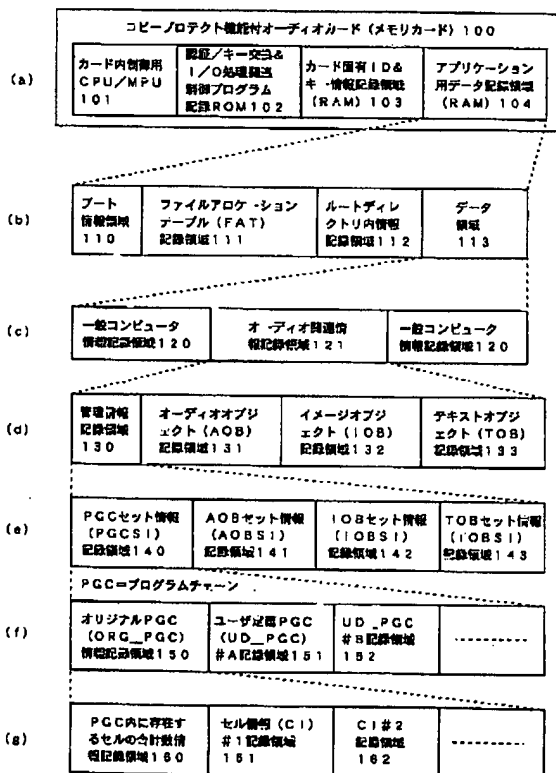 コピープロテクト機能付オーディオカード(メモリカード)100
(a)
カード内制御用
CPU/MPU
101
認証/キー交換&
I/O処理関連
制御プログラム
記録ROM102
カード固有ID&
キー情報記録領域
(RAM)103
アプリケーション
用データ記録領域
(RAM)104
(b)
ブート
情報領域
110
ファイルアロケーション
テーブル(FAT)
記録領域111
ルートディレ
クトリ内情報
記録領域112
データ
領域
113
(c)
一般コンピュータ
情報記録領域120
オーディオ関連情
報記録領域121
一般コンピュータ
情報記録領域120
(d)
管理情報
記録領域
130
オーディオオブジ
ェクト(AOB)
記録領域131
イメージオブジ
ェクト(IOB)
記録領域132
テキストオブジ
ェクト(TOB)
記録領域133
(e)
PGCセット情報
(PGCSI)
記録領域140
AOBセット情報
(AOBSI)
記録領域141
IOBセット情報
(IOBSI)
記録領域142
TOBセット情報
(TOBSI)
記録領域143
PGC=プログラムチェーン
(f)
オリジナルPGC
(ORG_PGC)
情報記録領域150
ユーザ定義PGC
(UD_PGC)
#A記録領域151
UD_PGC
#B記録領域
152
(g)
PGC内に存在す
るセルの合計数情
報記録領域160
セル情報(CI)
#1記録領域
161
CI#2
記録領域
162